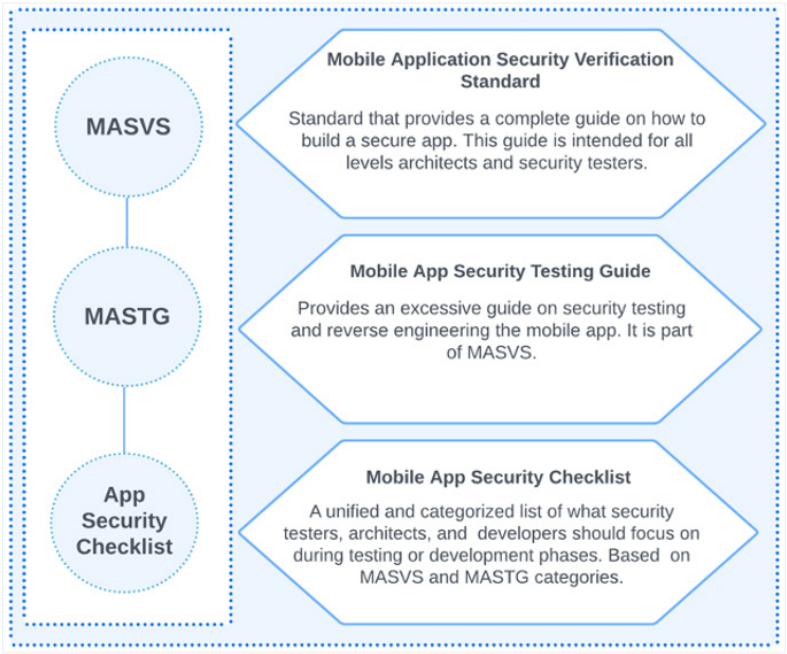 MASVS
Mobile Application Security Verification
Standard
Standard that provides a complete guide on how to
build a secure app. This guide is intended for all
levels architects and security testers.
MASTG
Mobile App Security Testing Guide
Provides an excessive guide on security testing
and reverse engineering the mobile app. It is part
of MASVS.
App
Security
Checklist
Mobile App Security Checklist
A unified and categorized list of what security
testers, architects, and  developers should focus on
during testing or development phases. Based  on
MASVS and MASTG categories.